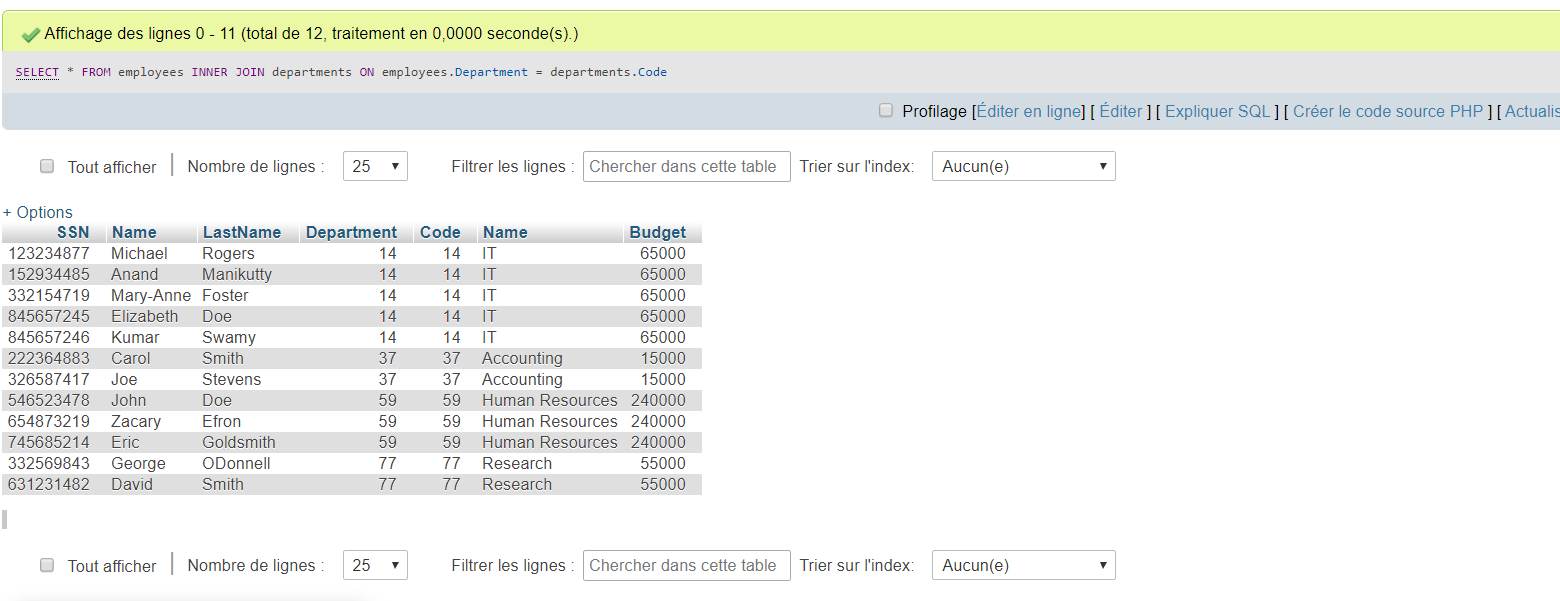 Affichage des lignes 0 - 11 (total de 12, traitement en 0,0000 seconde(s).)
SELECT * FROM employees INNER JOIN departments ON employees.Department = departments.Code
Profilage [Éditer en ligne] [ Éditer ] [ Expliquer SQL ] [ Créer le code source PHP ] [ Actualis
Tout afficher Nombre de lignes : 25 Filtrer les lignes : Chercher dans cette table Trier sur l'index: Aucun(e)
+ Options
SSN Name LastName Department Code Name Budget
123234877 Michael Rogers 14 14 IT 65000
152934485 Anand Manikutty 14 14 IT 65000
332154719 Mary-Anne Foster 14 14 IT 65000
845657245 Elizabeth Doe 14 14 IT 65000
845657246 Kumar Swamy 14 14 IT 65000
222364883 Carol Smith 37 37 Accounting 15000
326587417 Joe Stevens 37 37 Accounting 15000
546523478 John Doe 59 59 Human Resources 240000
654873219 Zacary Efron 59 59 Human Resources 240000
745685214 Eric Goldsmith 59 59 Human Resources 240000
332569843 George ODonnell 77 77 Research 55000
631231482 David Smith 77 77 Research 55000
Tout afficher Nombre de lignes : 25 Filtrer les lignes : Chercher dans cette table Trier sur l'index: Aucun(e)